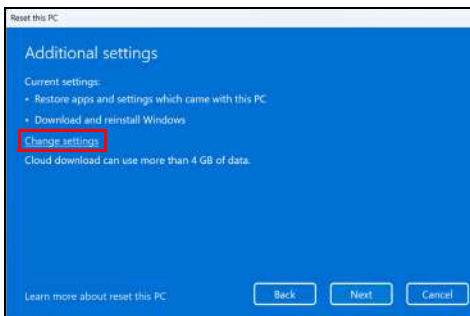 Reset this PC
Additional settings
Current settings:
• Restore apps and settings which came with this PC
• Download and reinstall Windows
Change settings
Cloud download can use more than 4 GB of data.
Learn more about reset this PC
Back
Next
Cancel